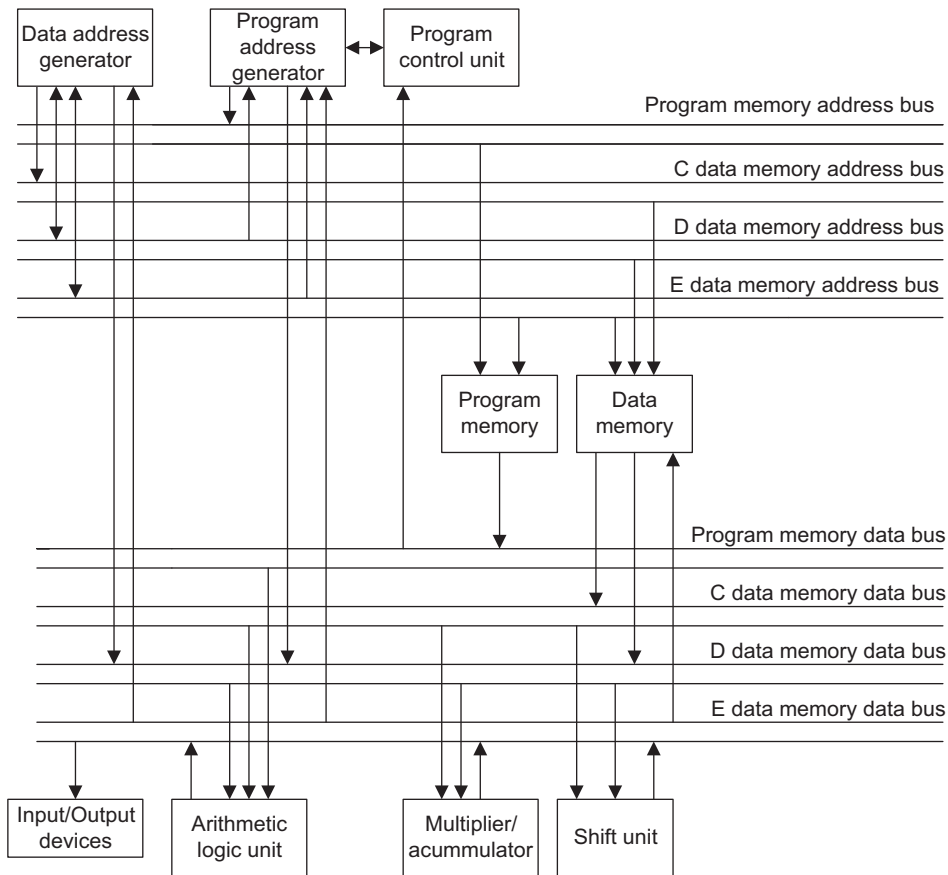 Data address
generator
Program
address
generator
Program
control unit
Program memory address bus
C data memory address bus
D data memory address bus
E data memory address bus
Program
memory
Data
memory
Program memory data bus
C data memory data bus
D data memory data bus
E data memory data bus
Input/Output
devices
Arithmetic
logic unit
Multiplier/
acummulator
Shift unit